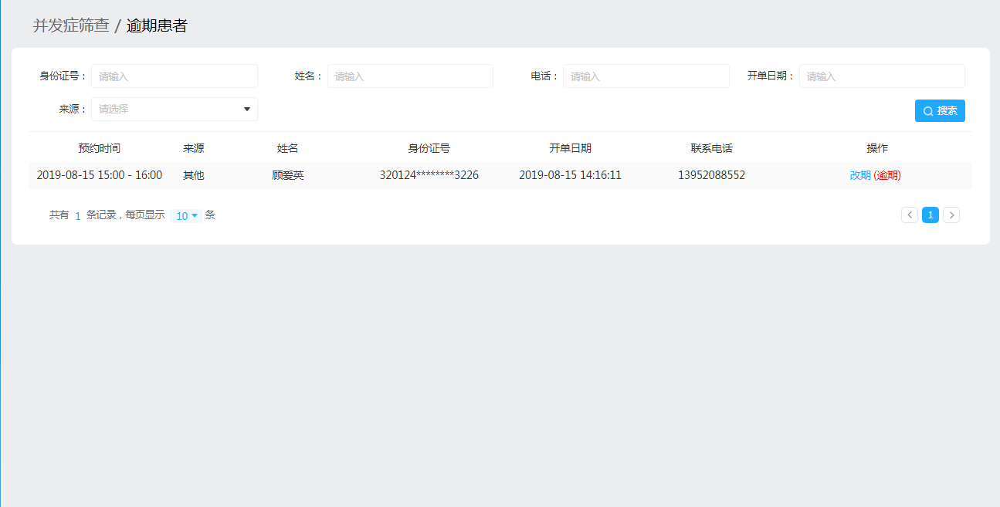 并发症筛查 / 逾期患者
身份证号： 请输入 姓名： 请输入 电话： 请输入 开单日期： 请输入
来源： 请选择 搜索
预约时间 来源 姓名 身份证号 开单日期 联系电话 操作
2019-08-15 15:00 - 16:00 其他 顾爱英 320124********3226 2019-08-15 14:16:11 13952088552 改期 (逾期)
共有 1 条记录，每页显示 10 条 1